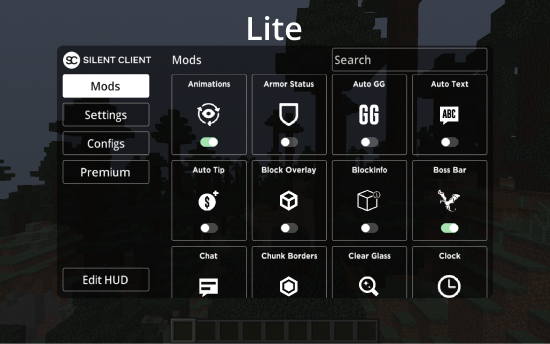 Lite
SC SILENT CLIENT
Mods
Search
Mods
Settings
Configs
Premium
Edit HUD
Animations
Armor Status
Auto GG
Auto Text
GG
ABC
Auto Tip
Block Overlay
BlockInfo
Boss Bar
$
Chat
Chunk Borders
Clear Glass
Clock